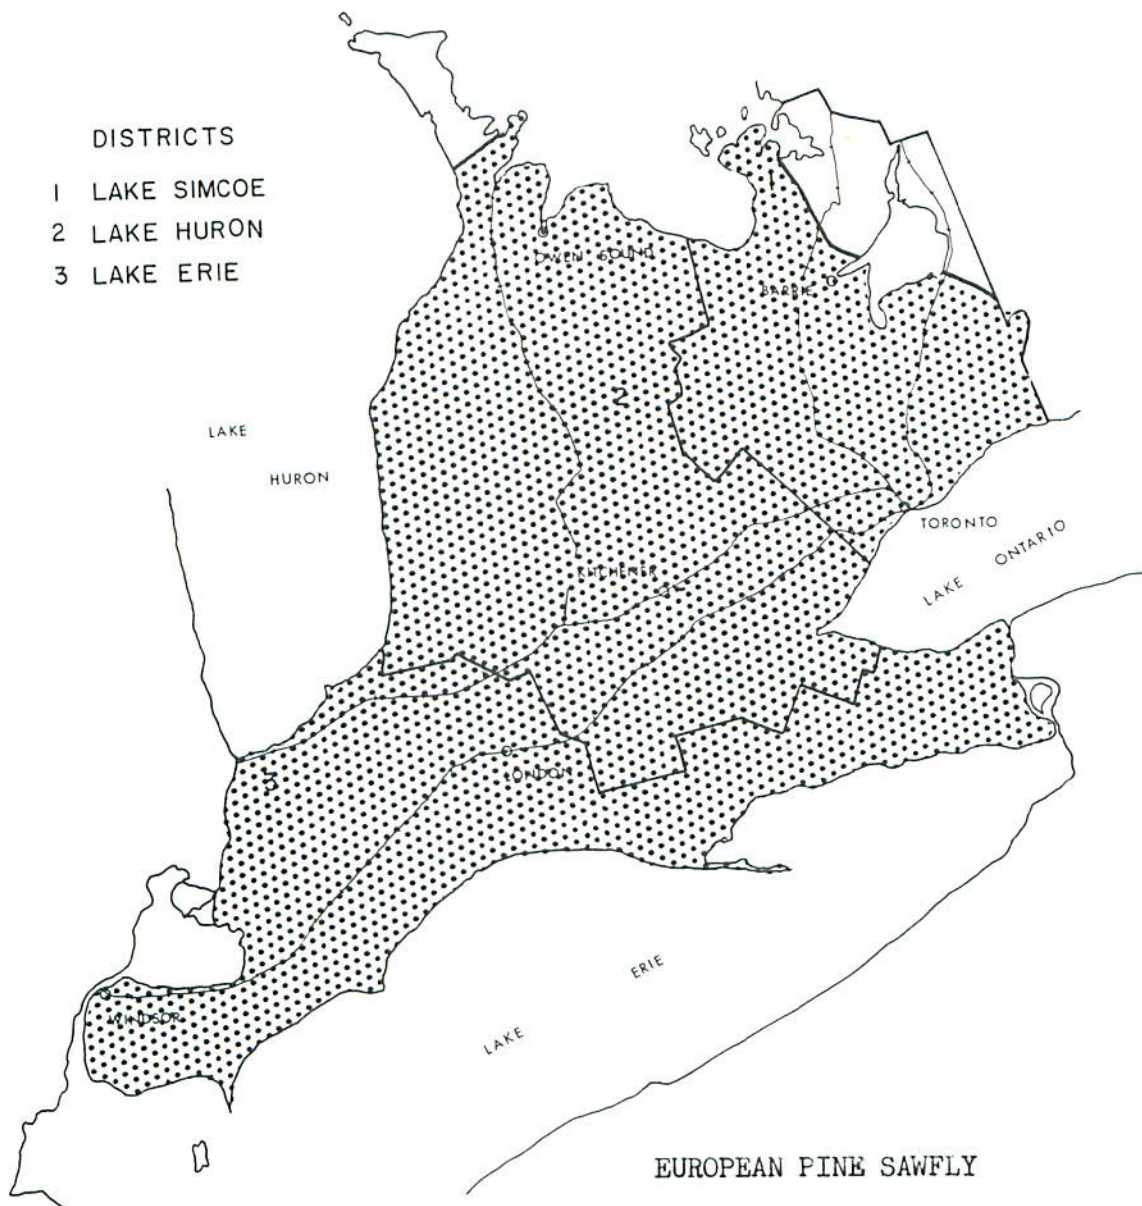 DISTRICTS
1 LAKE SIMCOE
2 LAKE HURON
3 LAKE ERIE
1
OWEN SOUND
BARRIE
2
LAKE
HURON
TORONTO
LAKE ONTARIO
KITCHENER
3
LONDON
WINDSOR
LAKE ERIE
EUROPEAN PINE SAWFLY